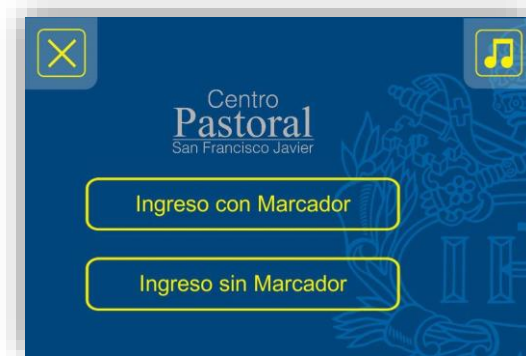 Centro
Pastoral
San Francisco Javier
Ingreso con Marcador
Ingreso sin Marcador